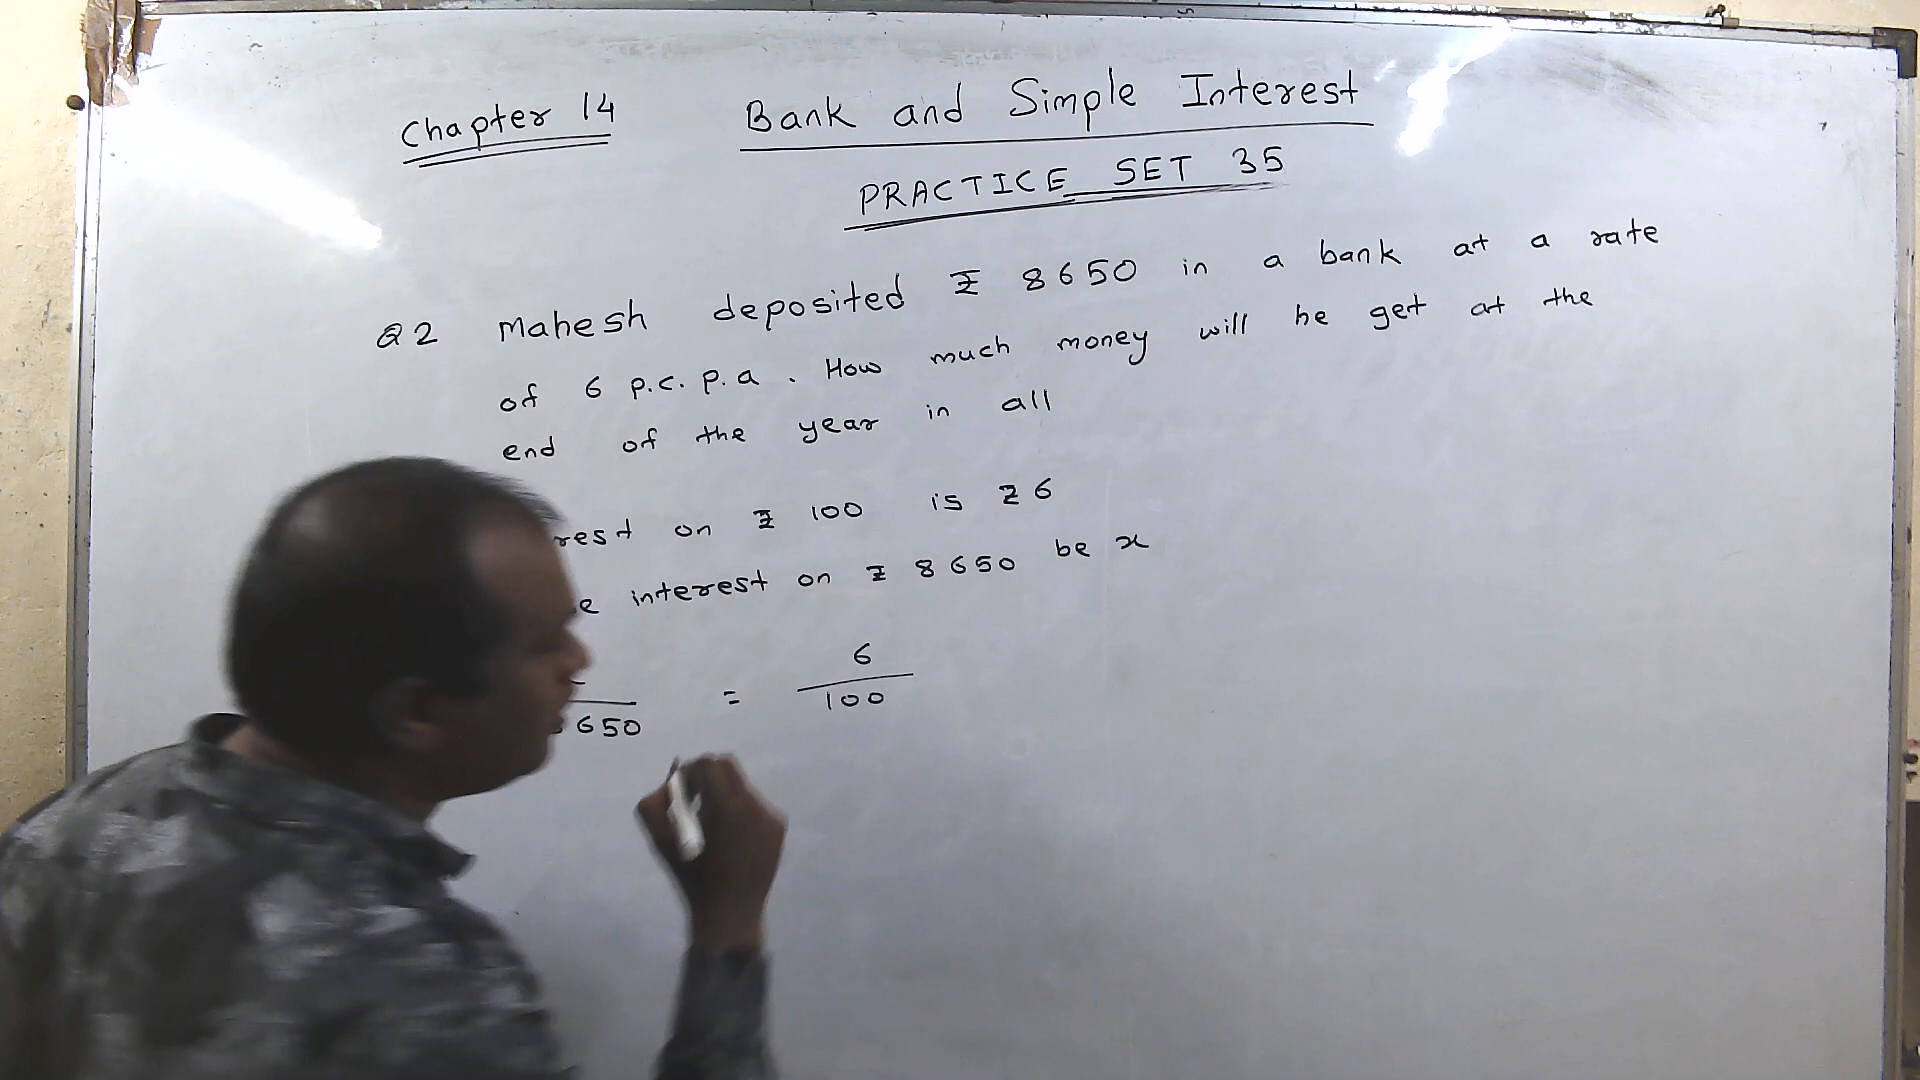 Chapter 14 Bank and Simple Interest
PRACTICE SET 35
Q2 Mahesh deposited ₹ 8650 in a bank at a rate
of 6 p.c.p.a. How much money will he get at the
end of the year in all
on ₹ 100 is ₹6
interest on ₹ 8650 be x
650 = 6/100